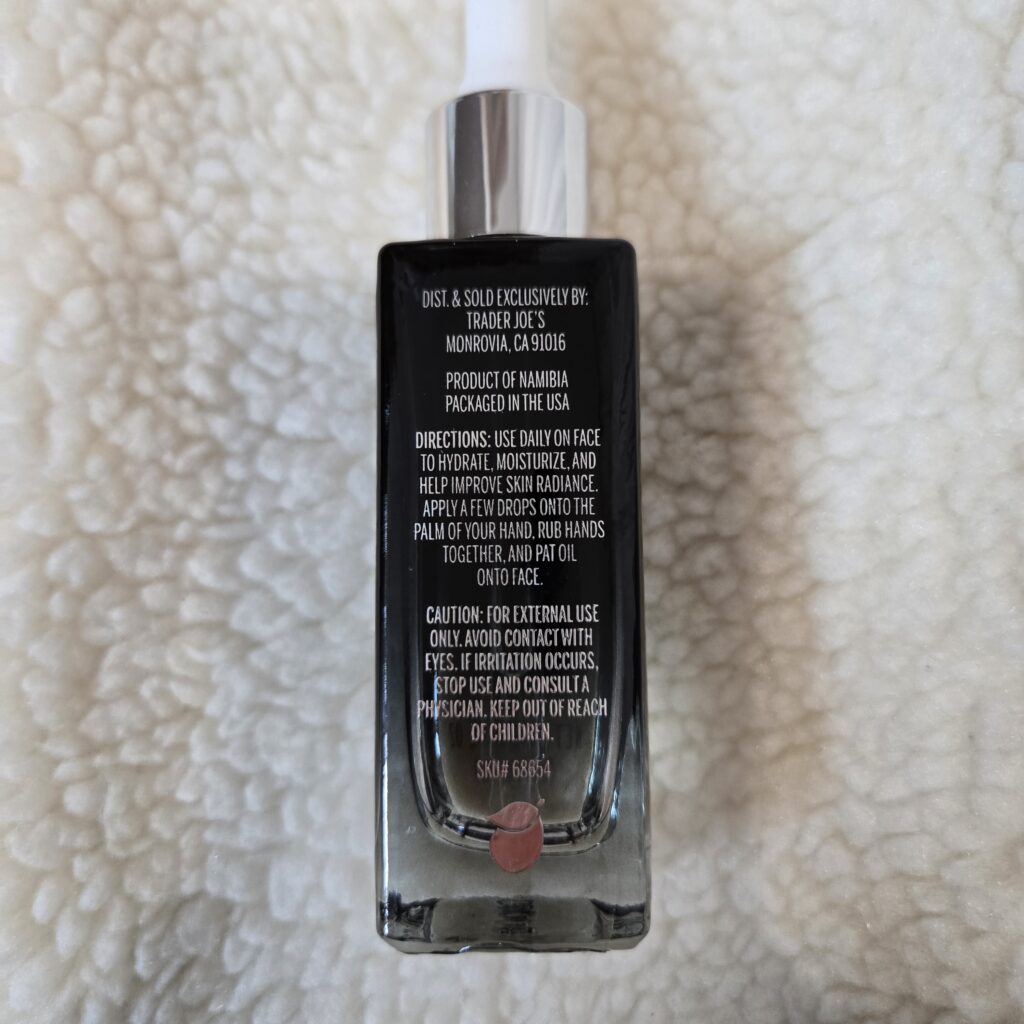 DIST. & SOLD EXCLUSIVELY BY:
TRADER JOE'S
MONROVIA, CA 91016
PRODUCT OF NAMIBIA
PACKAGED IN THE USA
DIRECTIONS: USE DAILY ON FACE
TO HYDRATE, MOISTURIZE, AND
HELP IMPROVE SKIN RADIANCE.
APPLY A FEW DROPS ONTO THE
PALM OF YOUR HAND, RUB HANDS
TOGETHER, AND PAT OIL
ONTO FACE.
CAUTION: FOR EXTERNAL USE
ONLY. AVOID CONTACT WITH
EYES. IF IRRITATION OCCURS,
STOP USE AND CONSULT A
PHYSICIAN. KEEP OUT OF REACH
OF CHILDREN.
SKU# 68654